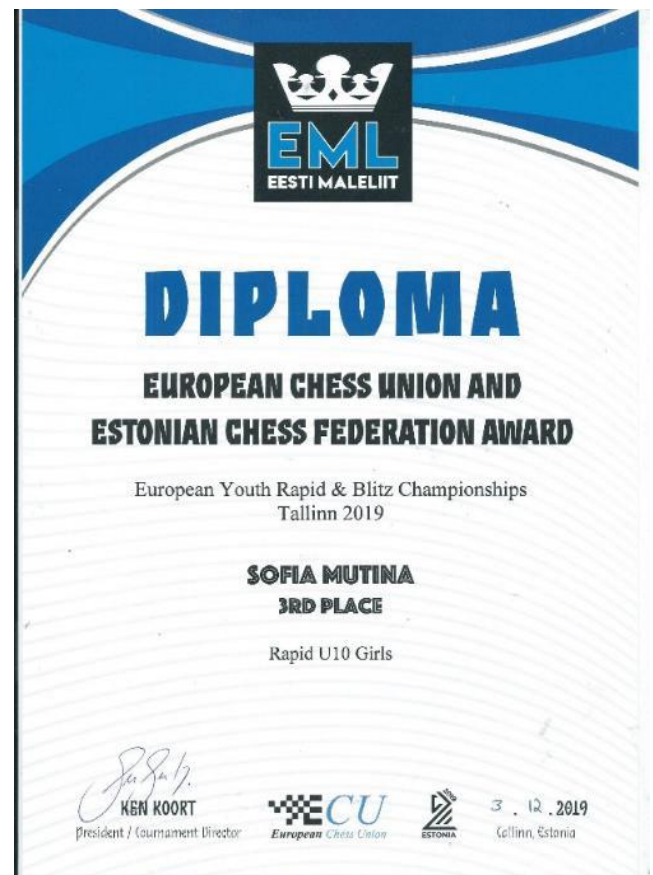 EML
EESTI MALELIIT
DIPLOMA
EUROPEAN CHESS UNION AND
ESTONIAN CHESS FEDERATION AWARD
European Youth Rapid & Blitz Championships
Tallinn 2019
SOFIA MUTINA
3RD PLACE
Rapid U10 Girls
KEN KOORT
President / Tournament Director
ECU
European Chess Union
2019
ESTONIA
3 . 12 .2019
Tallinn, Estonia